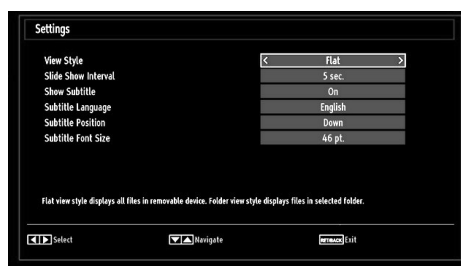 Settings
View Style < Flat >
Slide Show Interval 5 sec.
Show Subtitle On
Subtitle Language English
Subtitle Position Down
Subtitle Font Size 46 pt.
Flat view style displays all files in removable device. Folder view style displays files in selected folder.
Select Navigate RET/BACK Exit